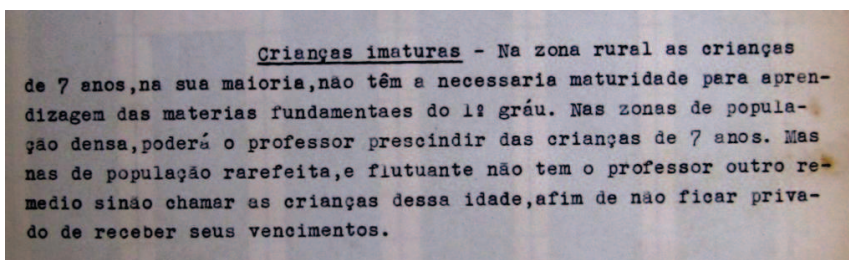 Crianças imaturas - Na zona rural as crianças
de 7 anos,na sua maioria,nao têm a necessaria maturidade para apren-
dizagem das materias fundamentaes do 1º gráu. Nas zonas de popula-
ção densa,poderá o professor prescindir das crianças de 7 anos. Mas
nas de população rarefeita,e flutuante não tem o professor outro re-
medio sinão chamar as crianças dessa idade,afim de não ficar priva-
do de receber seus vencimentos.